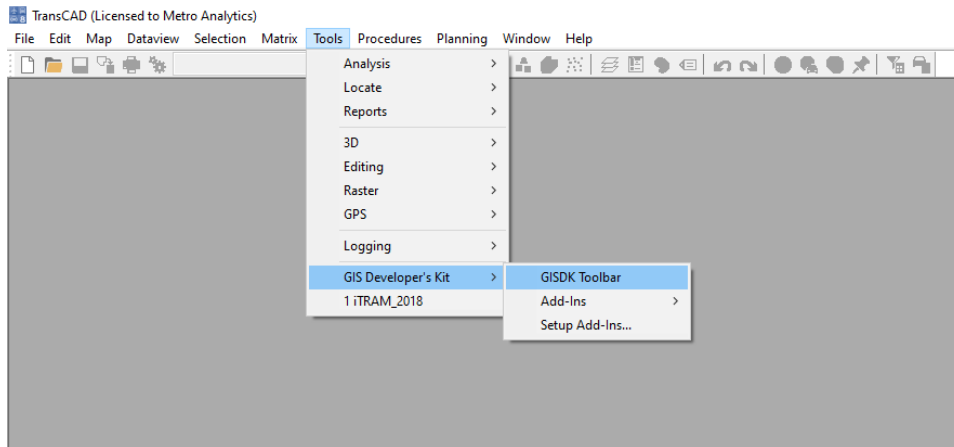 TransCAD (Licensed to Metro Analytics)
File Edit Map Dataview Selection Matrix Tools Procedures Planning Window Help
Analysis
Locate
Reports
3D
Editing
Raster
GPS
Logging
GIS Developer's Kit
GISDK Toolbar
1 iTRAM_2018
Add-Ins
Setup Add-Ins...